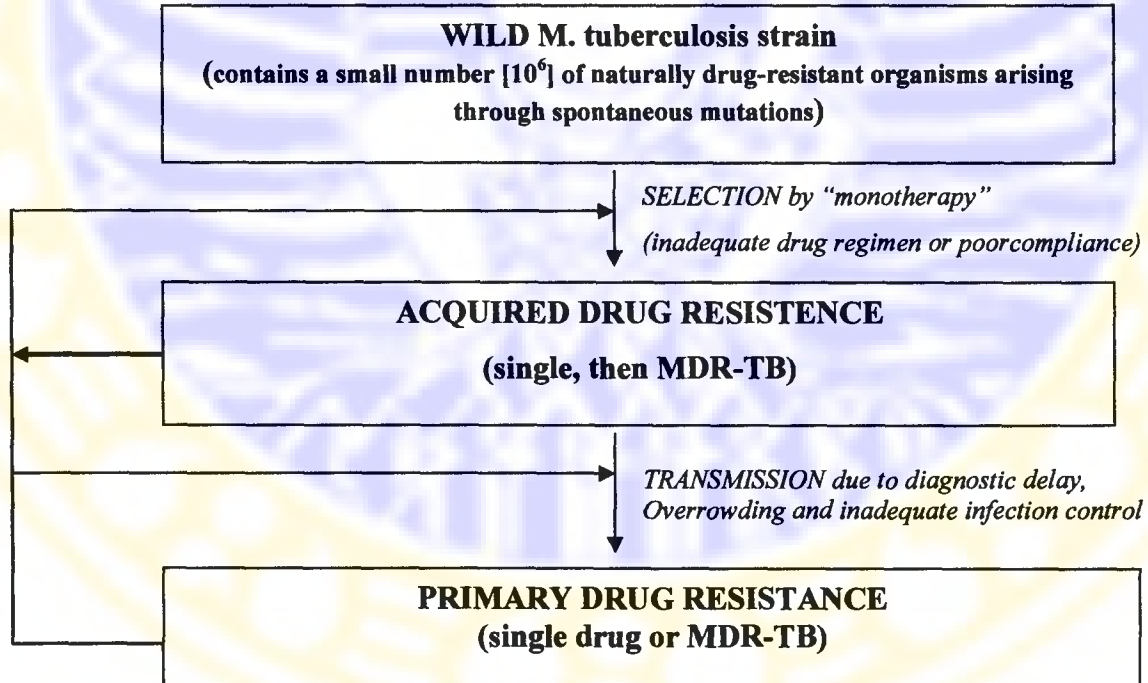 WILD M. tuberculosis strain
(contains a small number [10⁶] of naturally drug-resistant organisms arising
through spontaneous mutations)
SELECTION by “monotherapy”
(inadequate drug regimen or poorcompliance)
ACQUIRED DRUG RESISTENCE
(single, then MDR-TB)
TRANSMISSION due to diagnostic delay,
Overrowding and inadequate infection control
PRIMARY DRUG RESISTANCE
(single drug or MDR-TB)